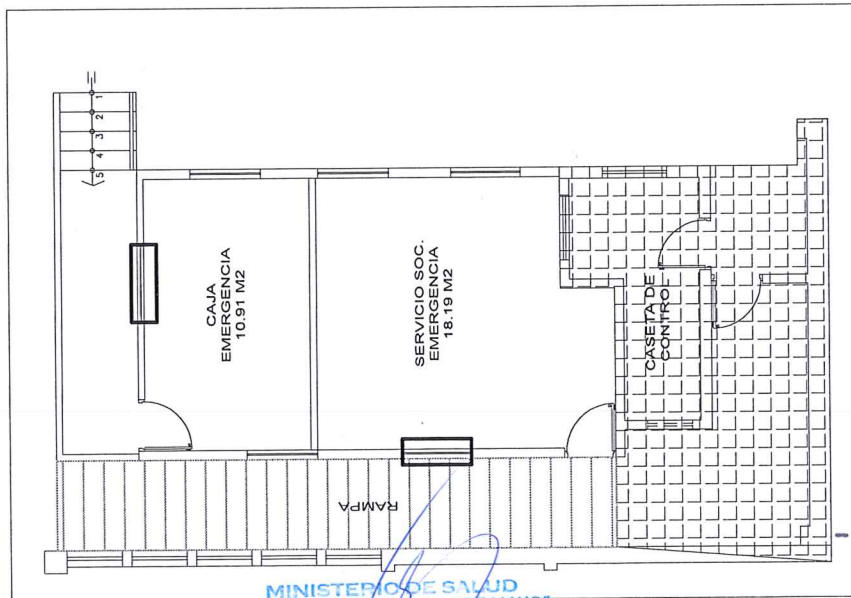 1
2
3
4
5
CAJA
EMERGENCIA
10.91 M2
SERVICIO SOC.
EMERGENCIA
18.19 M2
CASETA DE
CONTROL
RAMPA
MINISTERIO DE SALUD